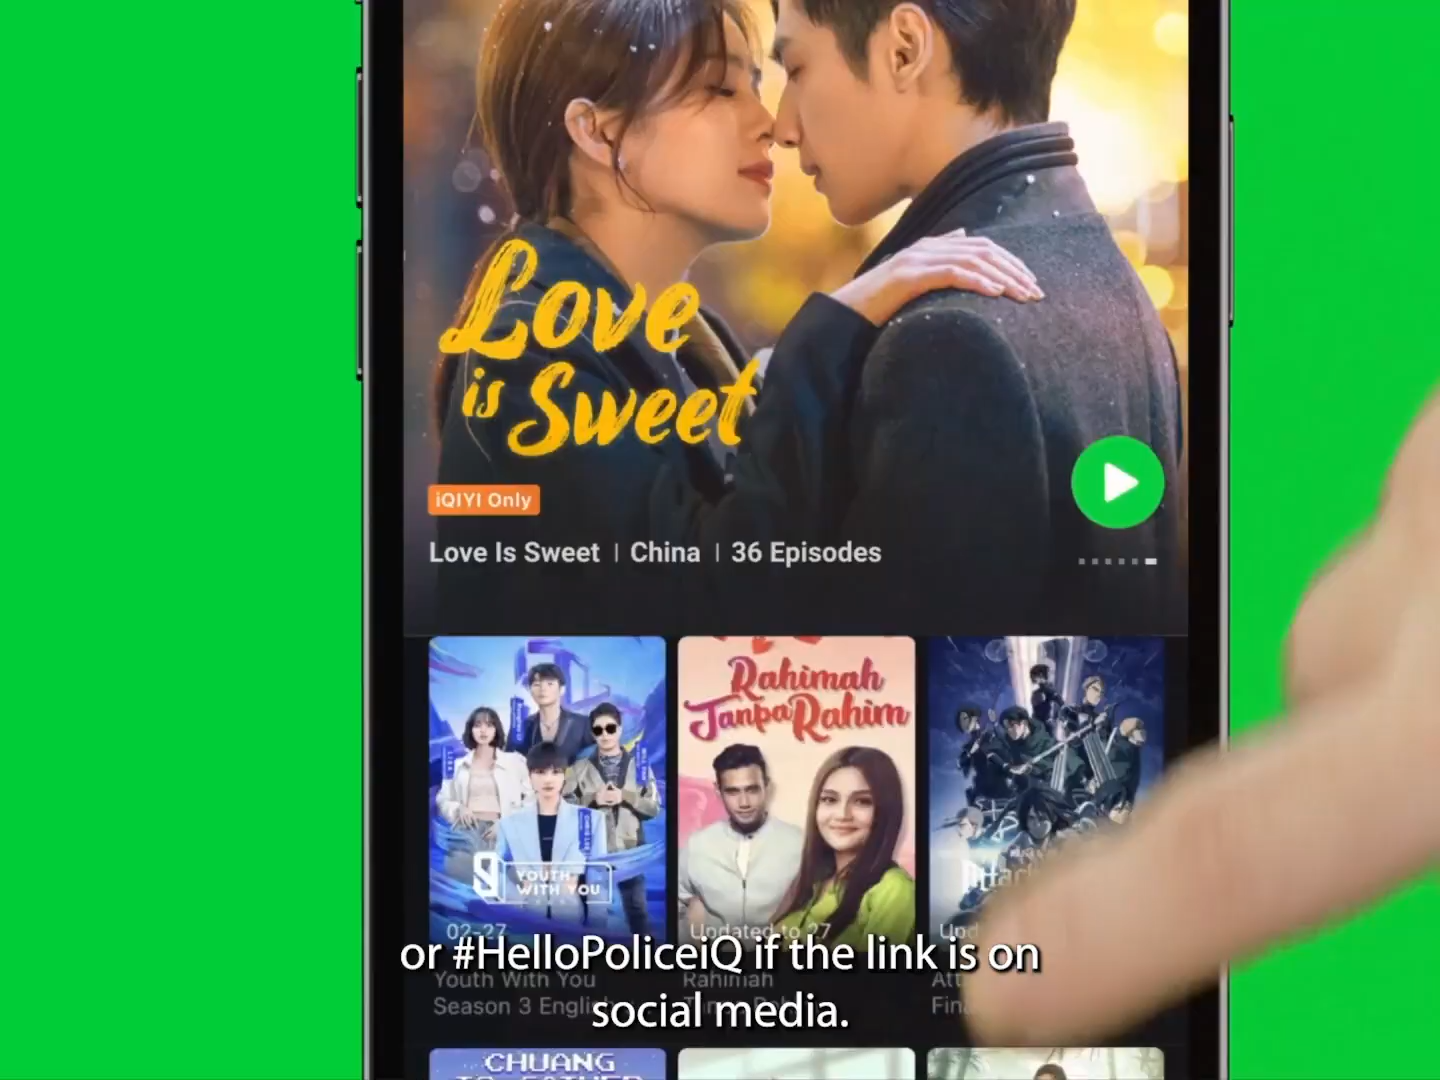 Love
is Sweet
iQIYI Only
Love Is Sweet | China | 36 Episodes
Rahimah
Tanpa Rahim
YOUTH
WITH YOU
02-27
Updated to 27
or #HelloPoliceiQ if the link is on
Youth With You
Rahimah
Season 3 English
social media.
CHUANG